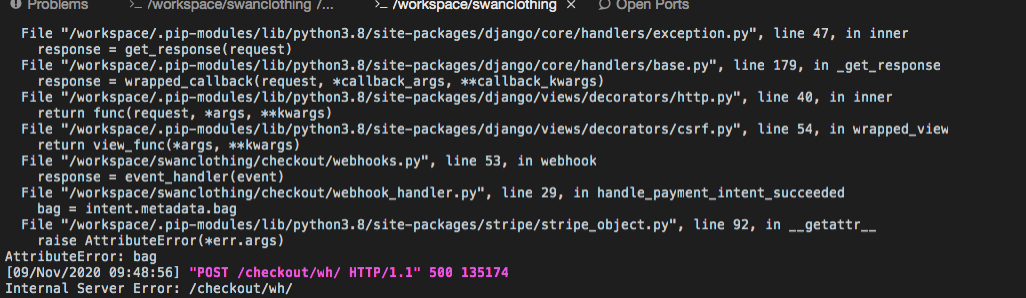 Problems >_ /workspace/swanclothing /... >_ /workspace/swanclothing × Open Ports
File "/workspace/.pip-modules/lib/python3.8/site-packages/django/core/handlers/exception.py", line 47, in inner
response = get_response(request)
File "/workspace/.pip-modules/lib/python3.8/site-packages/django/core/handlers/base.py", line 179, in _get_response
response = wrapped_callback(request, *callback_args, **callback_kwargs)
File "/workspace/.pip-modules/lib/python3.8/site-packages/django/views/decorators/http.py", line 40, in inner
return func(request, *args, **kwargs)
File "/workspace/.pip-modules/lib/python3.8/site-packages/django/views/decorators/csrf.py", line 54, in wrapped_view
return view_func(*args, **kwargs)
File "/workspace/swanclothing/checkout/webhooks.py", line 53, in webhook
response = event_handler(event)
File "/workspace/swanclothing/checkout/webhook_handler.py", line 29, in handle_payment_intent_succeeded
bag = intent.metadata.bag
File "/workspace/.pip-modules/lib/python3.8/site-packages/stripe/stripe_object.py", line 92, in __getattr__
raise AttributeError(*err.args)
AttributeError: bag
[09/Nov/2020 09:48:56] "POST /checkout/wh/ HTTP/1.1" 500 135174
Internal Server Error: /checkout/wh/